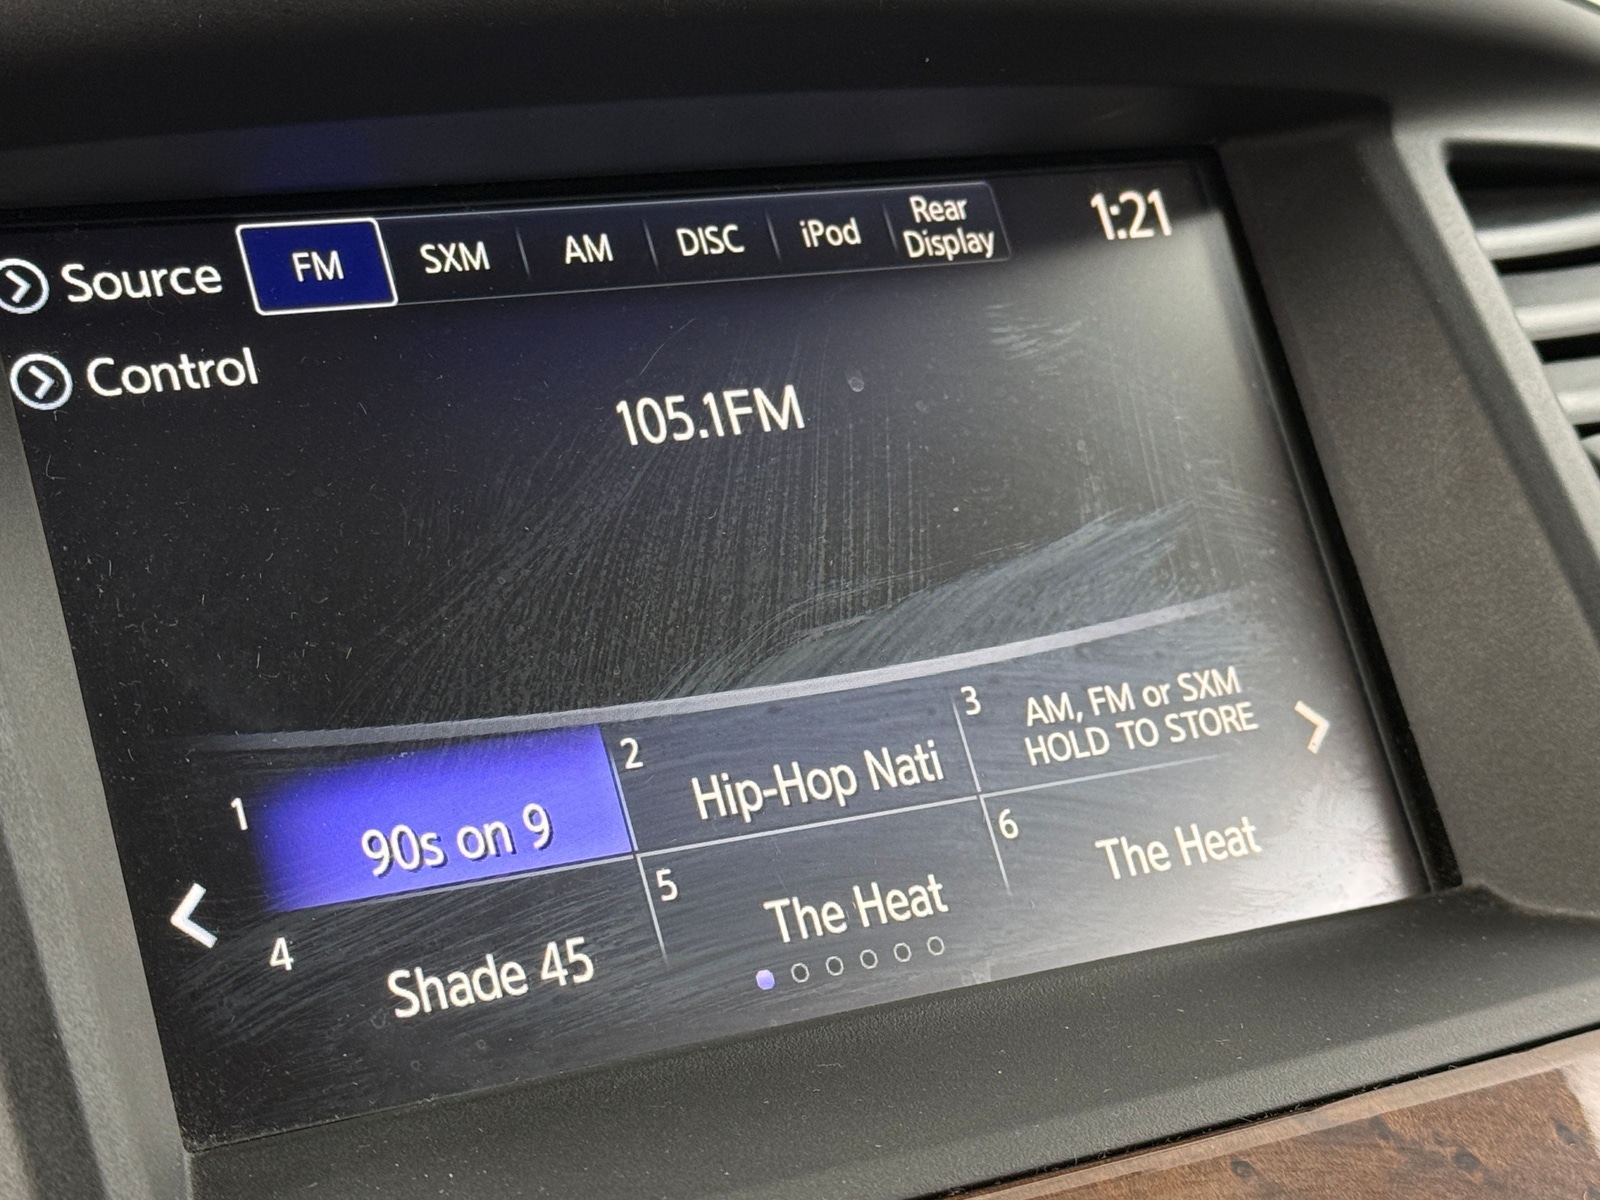 Source
FM
SXM
AM
DISC
iPod
Rear
Display
1:21
Control
105.1FM
1
90s on 9
2
Hip-Hop Nati
3
AM, FM or SXM
HOLD TO STORE
4
Shade 45
5
The Heat
6
The Heat